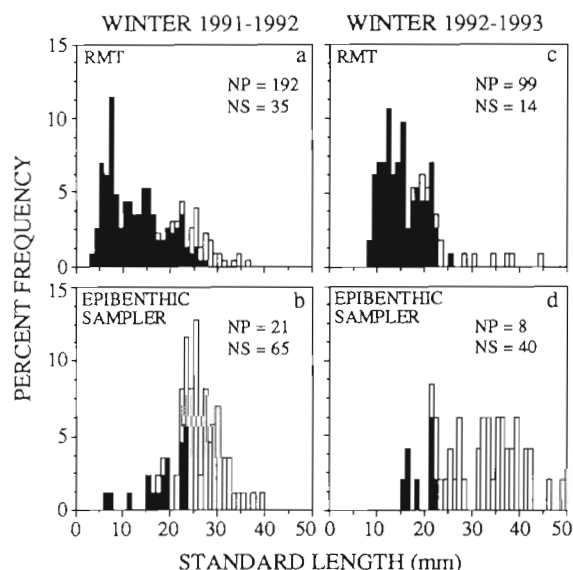 WINTER 1991-1992 WINTER 1992-1993
15 a c
RMT RMT
NP = 192 NP = 99
NS = 35 NS = 14
10
5
0
15 b d
EPIBENTHIC EPIBENTHIC
SAMPLER SAMPLER
NP = 21 NP = 8
NS = 65 NS = 40
10
5
0
0 10 20 30 40 50 0 10 20 30 40 50
PERCENT FREQUENCY
STANDARD LENGTH (mm)